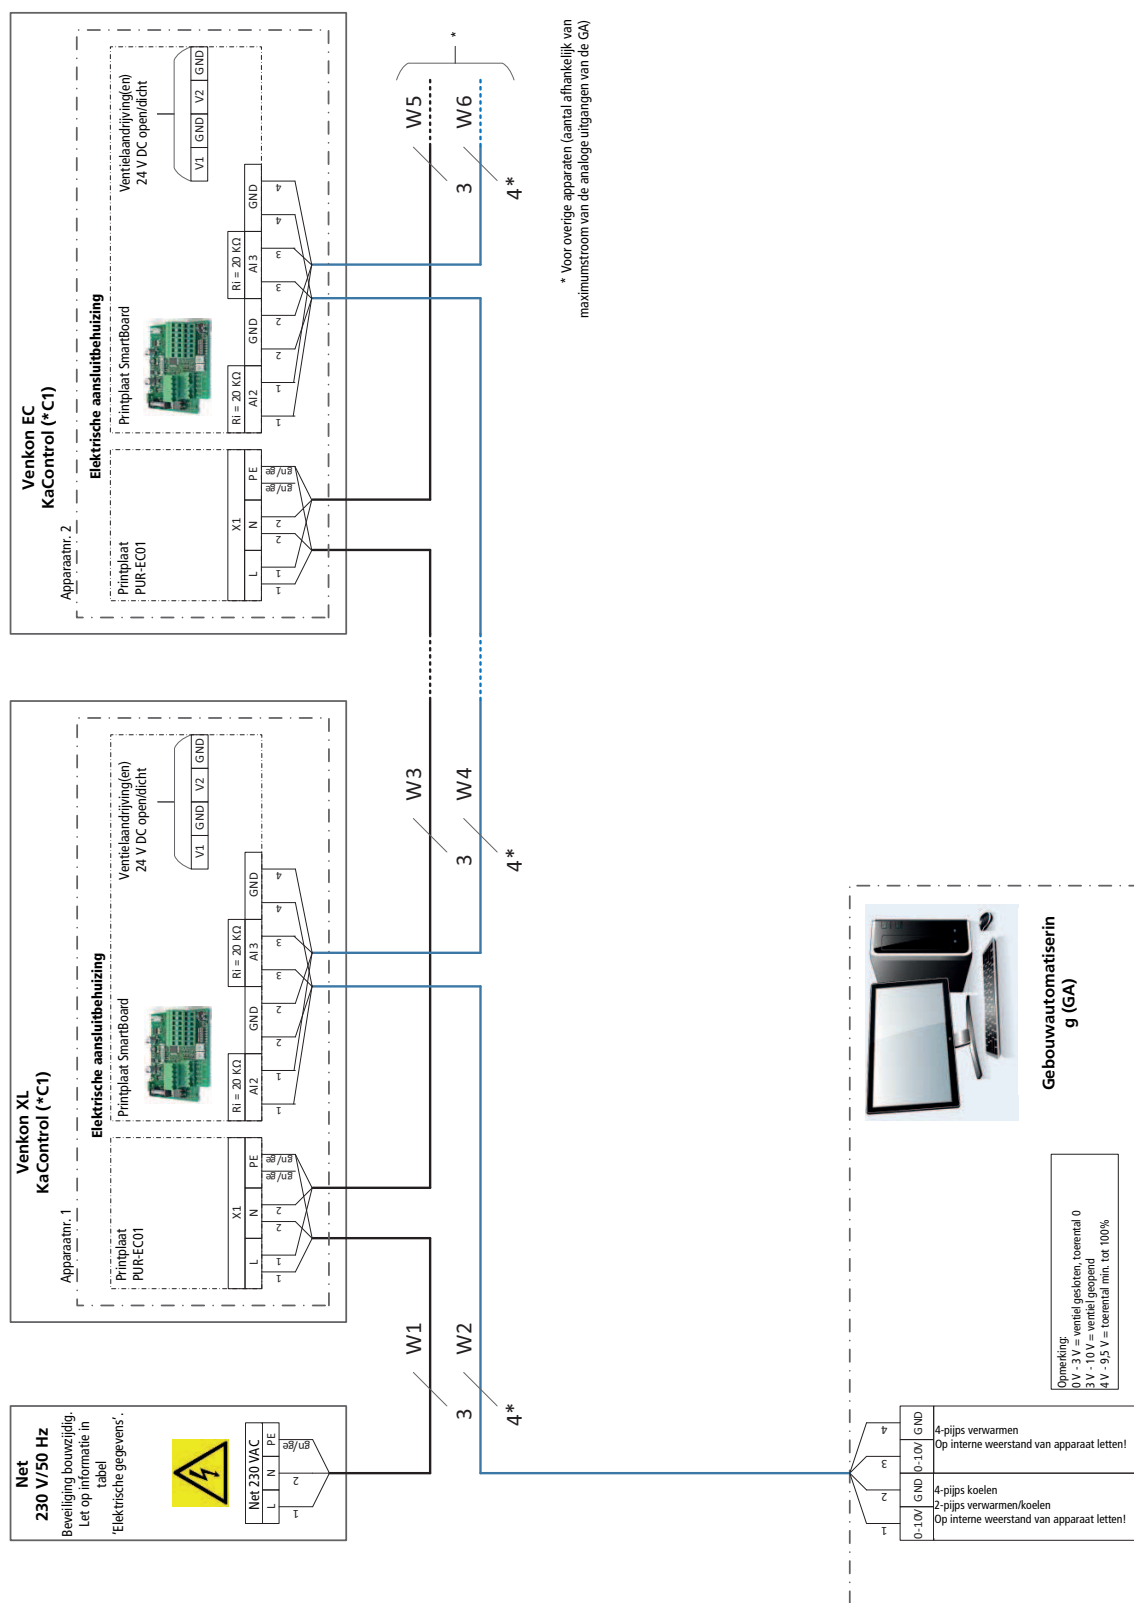 Net
230 V/50 Hz
Beveiliging bouwzijdig.
Let op informatie in
tabel
'Elektrische gegevens'.
Net 230 VAC
L N PE
1 2 gn/ge
W1
3
W2
4*
Venkon XL
KaControl (*C1)
Apparaatnr. 1
Elektrische aansluitbehuizing
Printplaat
PUR-EC01
X1
L N PE
1 1 2 2 gn/ge gn/ge
Printplaat SmartBoard
Ri = 20 KΩ Ri = 20 KΩ
AI2 GND AI3 GND
1 1 2 2 3 3 4 4
Ventielaandrijving(en)
24 V DC open/dicht
V1 GND V2 GND
W3
3
W4
4*
Venkon EC
KaControl (*C1)
Apparaatnr. 2
Elektrische aansluitbehuizing
Printplaat
PUR-EC01
X1
L N PE
1 1 2 2 gn/ge gn/ge
Printplaat SmartBoard
Ri = 20 KΩ Ri = 20 KΩ
AI2 GND AI3 GND
1 1 2 2 3 3 4 4
Ventielaandrijving(en)
24 V DC open/dicht
V1 GND V2 GND
W5
3
W6
4*
*
* Voor overige apparaten (aantal afhankelijk van
maximumstroom van de analoge uitgangen van de GA)
Gebouwautomatiserin
g (GA)
Opmerking:
0 V - 3 V = ventiel gesloten, toerental 0
3 V - 10 V = ventiel geopend
4 V - 9,5 V = toerental min. tot 100%
1 2 3 4
0-10V GND 0-10V GND
4-pijps verwarmen
Op interne weerstand van apparaat letten!
4-pijps koelen
2-pijps verwarmen/koelen
Op interne weerstand van apparaat letten!